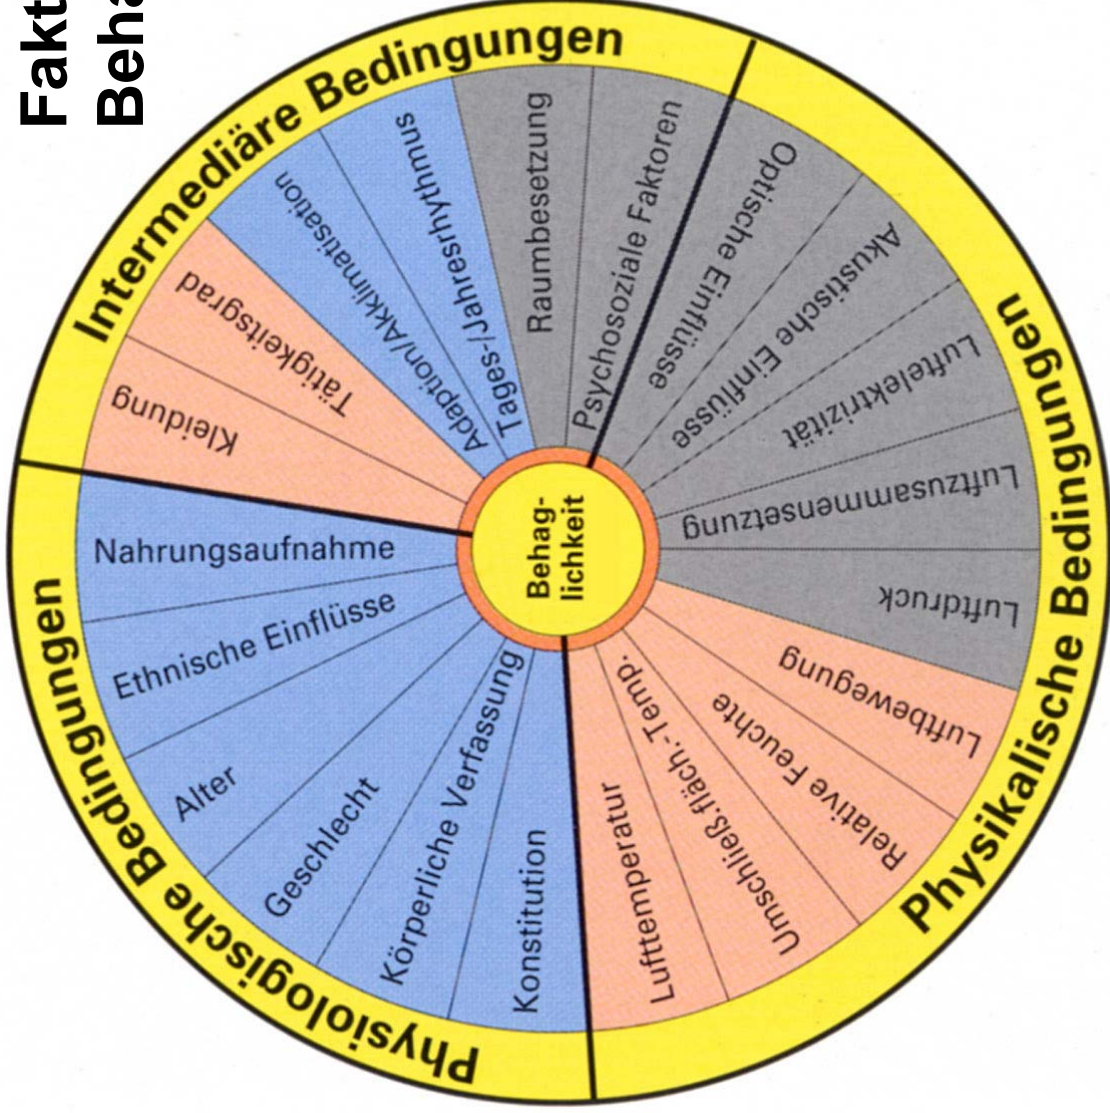 Fakt
Beha
Intermediäre Bedingungen
Kleidung
Tätigkeitsgrad
Adaption/Akklimatisation
Tages-/Jahresrhythmus
Raumbesetzung
Psychosoziale Faktoren
Physikalische Bedingungen
Optische Einflüsse
Akustische Einflüsse
Luftelektrizität
Luftzusammensetzung
Luftdruck
Luftbewegung
Relative Feuchte
Umschließ.fläch.-Temp.
Lufttemperatur
Physiologische Bedingungen
Konstitution
Körperliche Verfassung
Geschlecht
Alter
Ethnische Einflüsse
Nahrungsaufnahme
Behag-
lichkeit